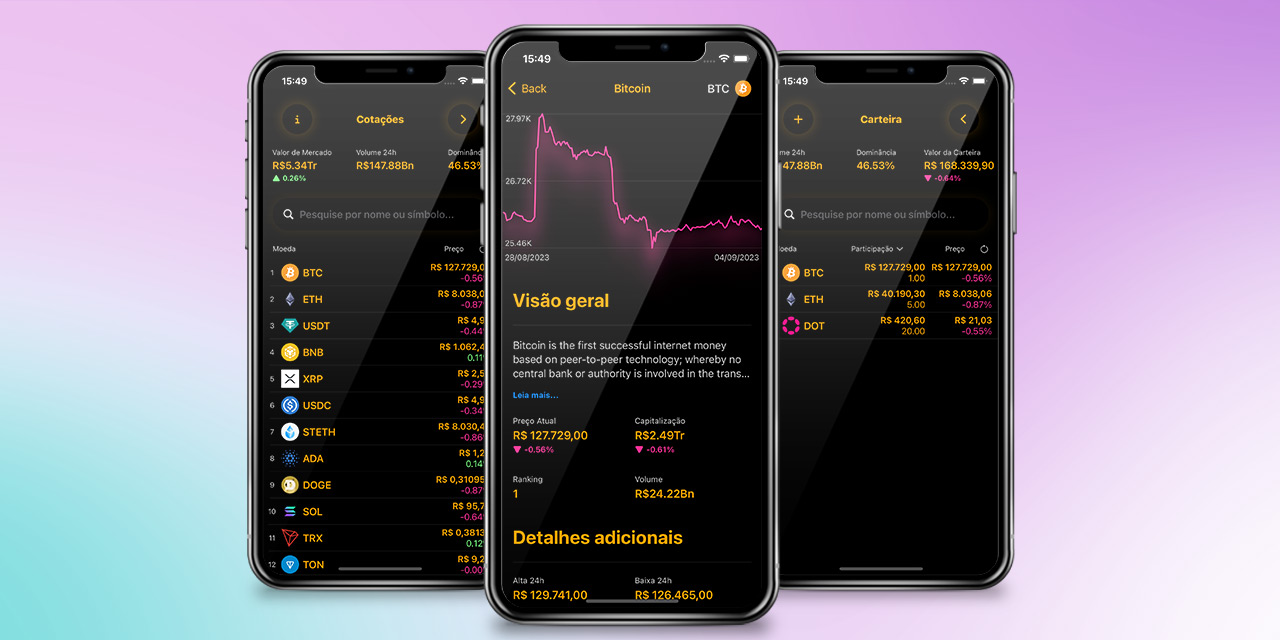 15:49
Cotações
Valor de Mercado
Volume 24h
R$5.34Tr
R$147.88Bn
46.53%
0.26%
Pesquise por nome ou símbolo...
Moeda
Preço
1 BTC R$ 127.729,0
-0.56
2 ETH R$ 8.038,0
-0.87
3 USDT R$ 4,9
-0.44
4 BNB R$ 1.062,4
0.11
5 XRP R$ 2,5
-0.29
6 USDC R$ 4,9
-0.34
7 STETH R$ 8.030,4
-0.86
8 ADA R$ 1,2
0.14
9 DOGE R$ 0,31095
-0.87
10 SOL R$ 95,7
-0.64
11 TRX R$ 0,3813
0.12
12 TON R$ 9,2
-0.00
15:49
Back
Bitcoin
BTC
27.97K
26.72K
25.46K
28/08/2023
04/09/2023
Visão geral
Bitcoin is the first successful internet money
based on peer-to-peer technology; whereby no
central bank or authority is involved in the trans...
Leia mais...
Preço Atual
Capitalização
R$ 127.729,00
R$2.49Tr
-0.56%
-0.61%
Ranking
Volume
1
R$24.22Bn
Detalhes adicionais
Alta 24h
Baixa 24h
R$ 129.741,00
R$ 126.465,00
15:49
Carteira
me 24h
Dominância
Valor da Carteira
47.88Bn
46.53%
R$ 168.339,90
-0.64%
Pesquise por nome ou símbolo...
oeda
Participação
Preço
BTC R$ 127.729,00 R$ 127.729,00
1.00 -0.56%
ETH R$ 40.190,30 R$ 8.038,06
5.00 -0.87%
DOT R$ 420,60 R$ 21,03
20.00 -0.55%